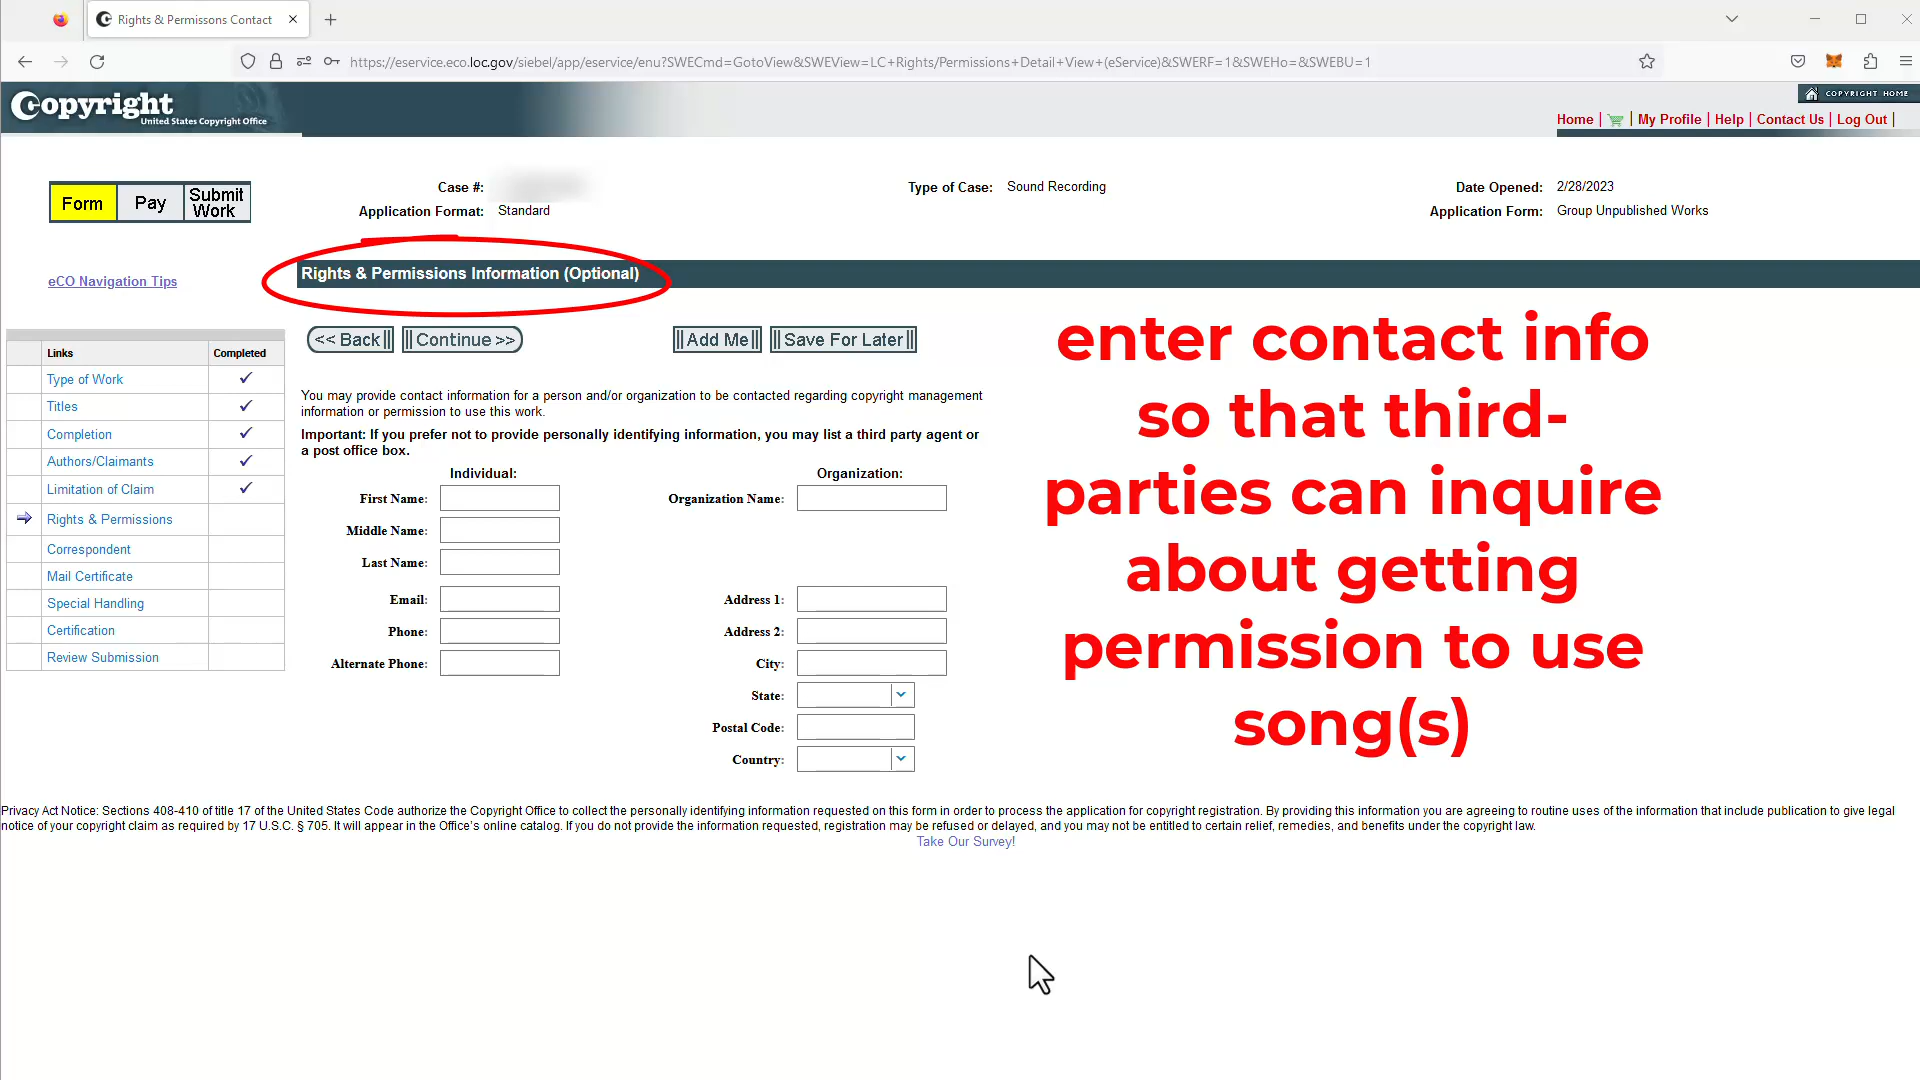 Rights & Permissons Contact
https://eservice.eco.loc.gov/siebel/app/eservice/enu?SWECmd=GotoView&SWEView=LC+Rights/Permissions+Detail+View+(eService)&SWERF=1&SWEHo=&SWEBU=1
Copyright
United States Copyright Office
COPYRIGHT HOME
Home | | My Profile | Help | Contact Us | Log Out |
Form Pay Submit Work
Case #:
Type of Case: Sound Recording
Date Opened: 2/28/2023
Application Format: Standard
Application Form: Group Unpublished Works
eCO Navigation Tips
Rights & Permissions Information (Optional)
<< Back Continue >> Add Me Save For Later
Links Completed
Type of Work ✓
Titles ✓
Completion ✓
Authors/Claimants ✓
Limitation of Claim ✓
Rights & Permissions
Correspondent
Mail Certificate
Special Handling
Certification
Review Submission
You may provide contact information for a person and/or organization to be contacted regarding copyright management
information or permission to use this work.
Important: If you prefer not to provide personally identifying information, you may list a third party agent or
a post office box.
Individual: Organization:
First Name: Organization Name:
Middle Name:
Last Name:
Email: Address 1:
Phone: Address 2:
Alternate Phone: City:
State:
Postal Code:
Country:
enter contact info
so that third-
parties can inquire
about getting
permission to use
song(s)
Privacy Act Notice: Sections 408-410 of title 17 of the United States Code authorize the Copyright Office to collect the personally identifying information requested on this form in order to process the application for copyright registration. By providing this information you are agreeing to routine uses of the information that include publication to give legal
notice of your copyright claim as required by 17 U.S.C. § 705. It will appear in the Office's online catalog. If you do not provide the information requested, registration may be refused or delayed, and you may not be entitled to certain relief, remedies, and benefits under the copyright law.
Take Our Survey!